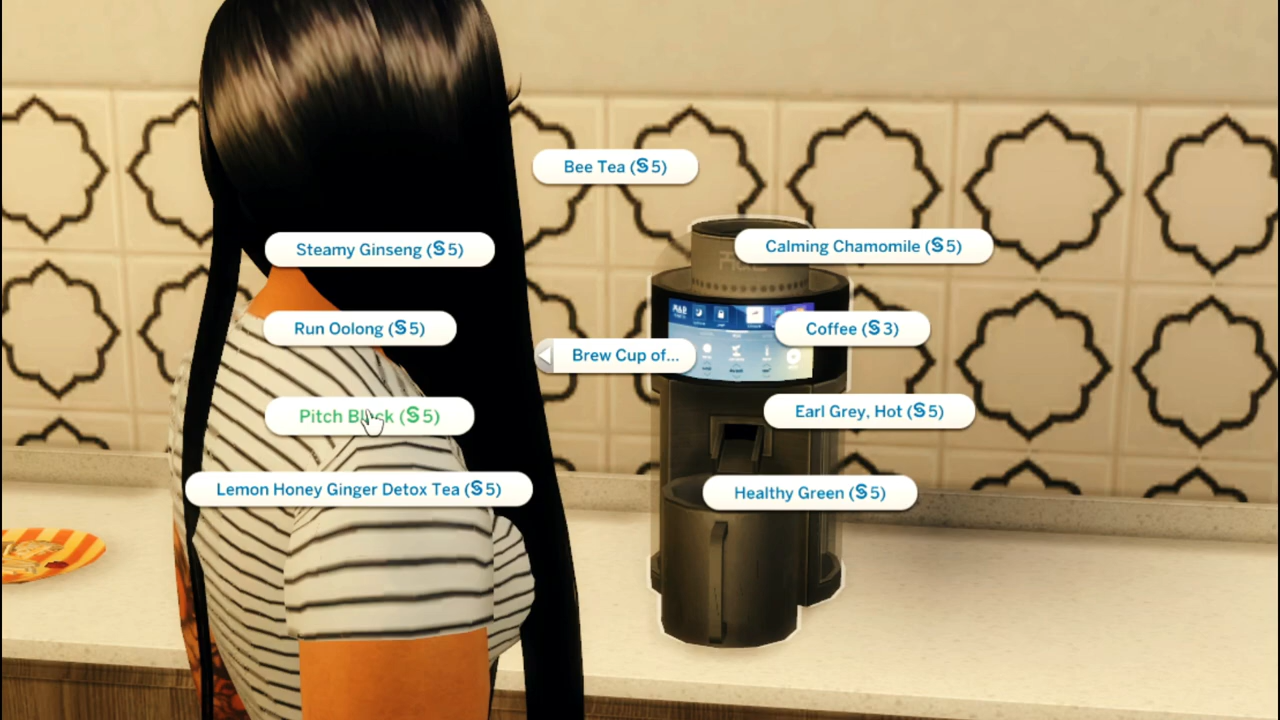 Bee Tea (§5)
Steamy Ginseng (§5)
Calming Chamomile (§5)
Run Oolong (§5)
Coffee (§3)
Brew Cup of...
Pitch Black (§5)
Earl Grey, Hot (§5)
Lemon Honey Ginger Detox Tea (§5)
Healthy Green (§5)